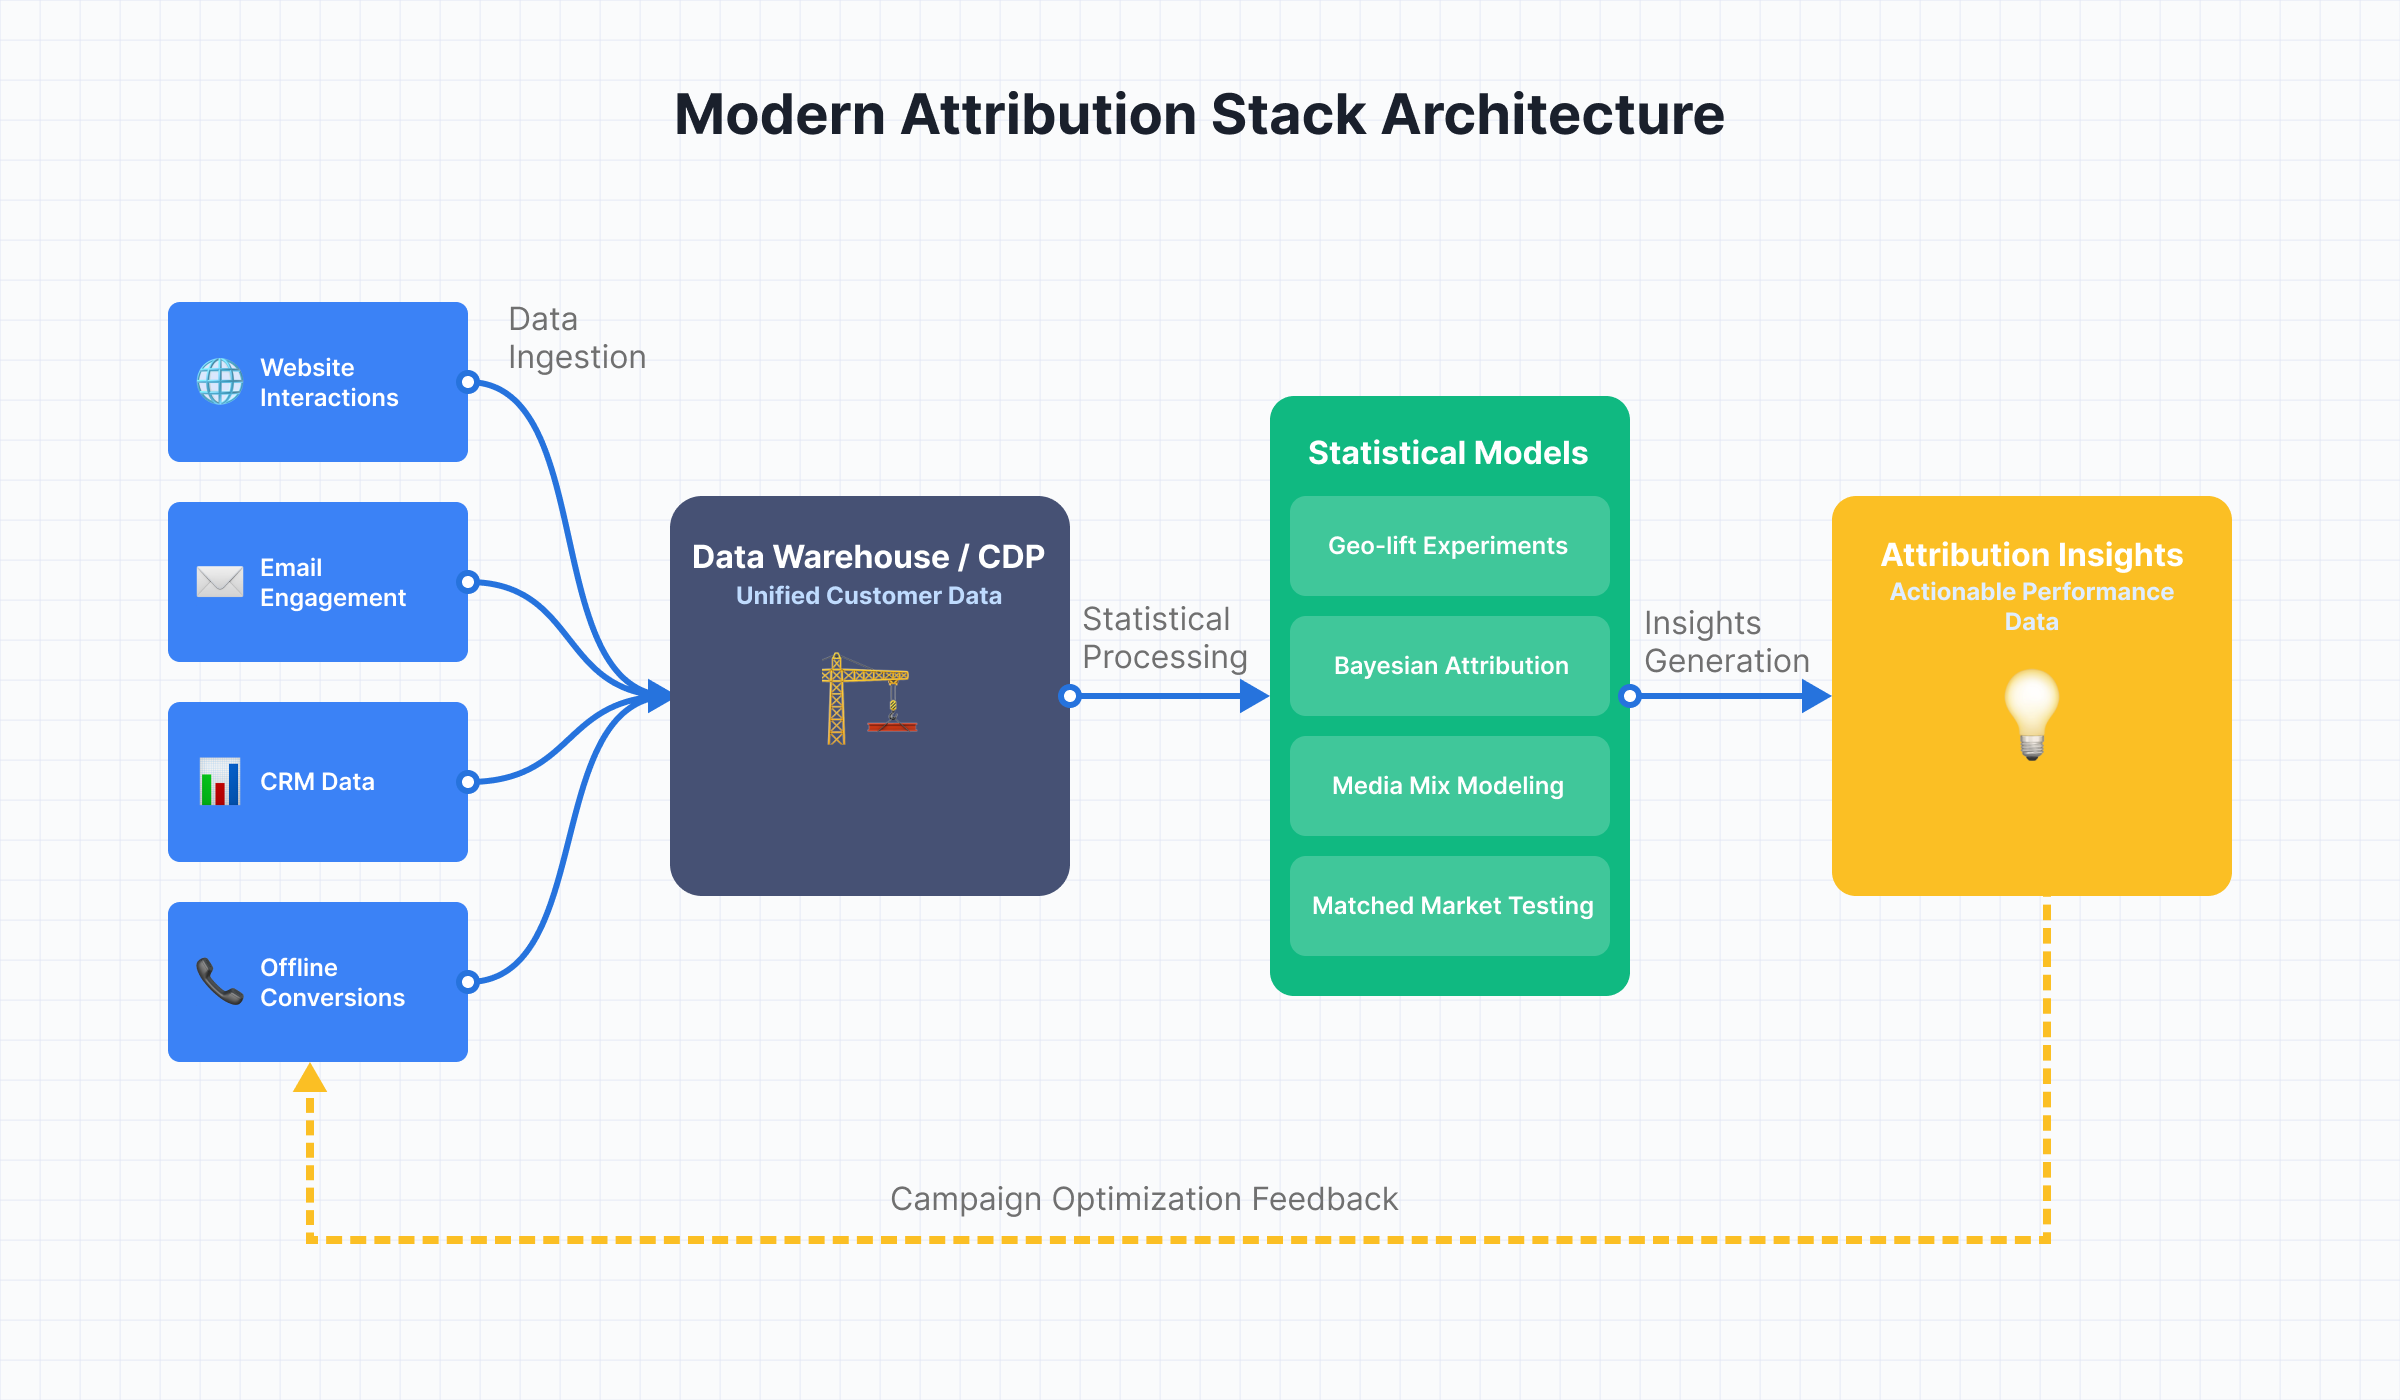 Modern Attribution Stack Architecture
Data
Ingestion
Website
Interactions
Email
Engagement
CRM Data
Offline
Conversions
Data Warehouse / CDP
Unified Customer Data
Statistical
Processing
Statistical Models
Geo-lift Experiments
Bayesian Attribution
Media Mix Modeling
Matched Market Testing
Insights
Generation
Attribution Insights
Actionable Performance
Data
Campaign Optimization Feedback